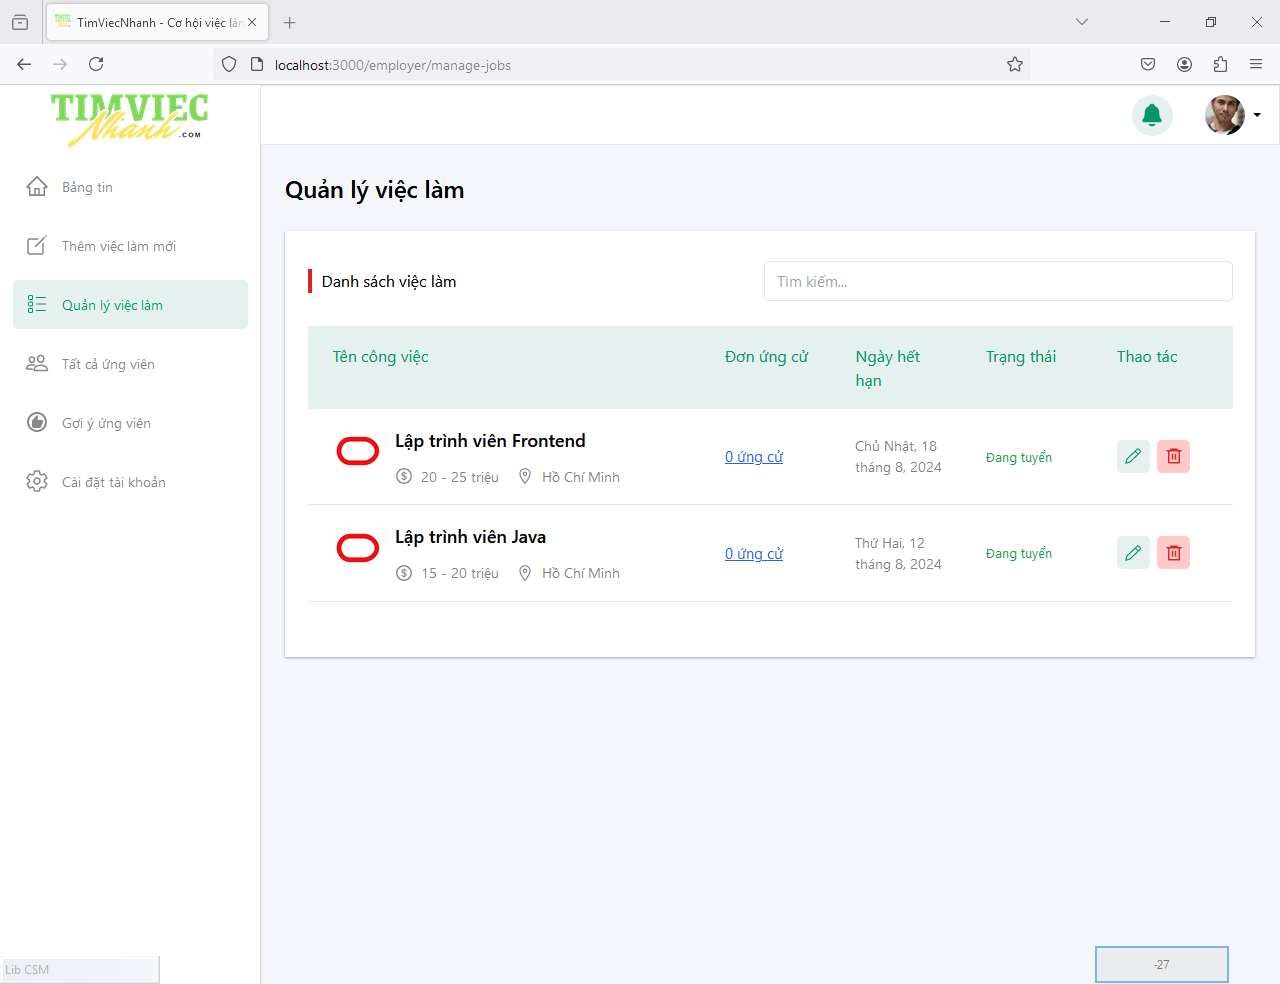 TimViecNhanh - Cơ hội việc làm
localhost:3000/employer/manage-jobs
TIMVIEC
Nhanh.COM
Bảng tin
Thêm việc làm mới
Quản lý việc làm
Tất cả ứng viên
Gợi ý ứng viên
Cài đặt tài khoản
Quản lý việc làm
Danh sách việc làm
Tìm kiếm...
Tên công việc
Đơn ứng cử
Ngày hết
hạn
Trạng thái
Thao tác
Lập trình viên Frontend
20 - 25 triệu
Hồ Chí Minh
0 ứng cử
Chủ Nhật, 18
tháng 8, 2024
Đang tuyển
Lập trình viên Java
15 - 20 triệu
Hồ Chí Minh
0 ứng cử
Thứ Hai, 12
tháng 8, 2024
Đang tuyển
Lib CSM
-27